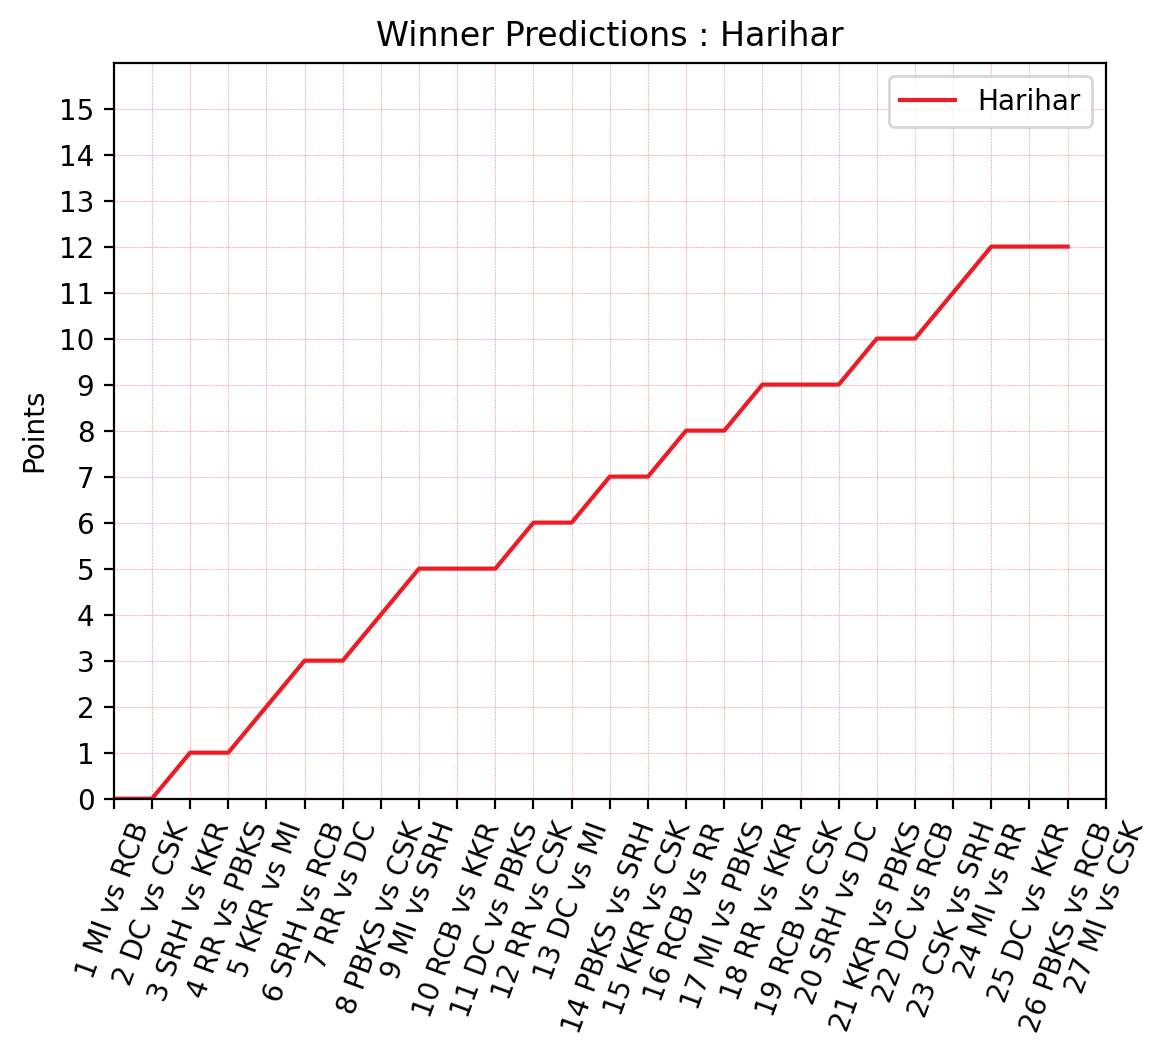 Winner Predictions : Harihar
Harihar
15
14
13
12
11
10
9
8
7
6
5
4
3
2
1
0
Points
1 MI vs RCB
2 DC vs CSK
3 SRH vs KKR
4 RR vs PBKS
5 KKR vs MI
6 SRH vs RCB
7 RR vs DC
8 PBKS vs CSK
9 MI vs SRH
10 RCB vs KKR
11 DC vs PBKS
12 RR vs CSK
13 DC vs MI
14 PBKS vs SRH
15 KKR vs CSK
16 RCB vs RR
17 MI vs PBKS
18 RR vs KKR
19 RCB vs CSK
20 SRH vs DC
21 KKR vs PBKS
22 DC vs RCB
23 CSK vs SRH
24 MI vs RR
25 DC vs KKR
26 PBKS vs RCB
27 MI vs CSK